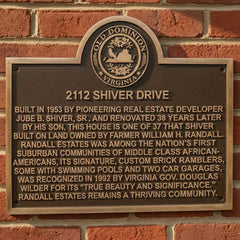 OLD DOMINION
VIRGINIA
2112 SHIVER DRIVE
BUILT IN 1953 BY PIONEERING REAL ESTATE DEVELOPER
JUBE B. SHIVER, SR., AND RENOVATED 38 YEARS LATER
BY HIS SON, THIS HOUSE IS ONE OF 37 THAT SHIVER
BUILT ON LAND OWNED BY FARMER WILLIAM H. RANDALL.
RANDALL ESTATES WAS AMONG THE NATION'S FIRST
SUBURBAN COMMUNITIES OF MIDDLE CLASS AFRICAN-
AMERICANS, ITS SIGNATURE, CUSTOM BRICK RAMBLERS,
SOME WITH SWIMMING POOLS AND TWO CAR GARAGES,
WAS RECOGNIZED IN 1992 BY VIRGINIA GOV. DOUGLAS
WILDER FOR ITS "TRUE BEAUTY AND SIGNIFICANCE,"
RANDALL ESTATES REMAINS A THRIVING COMMUNITY.